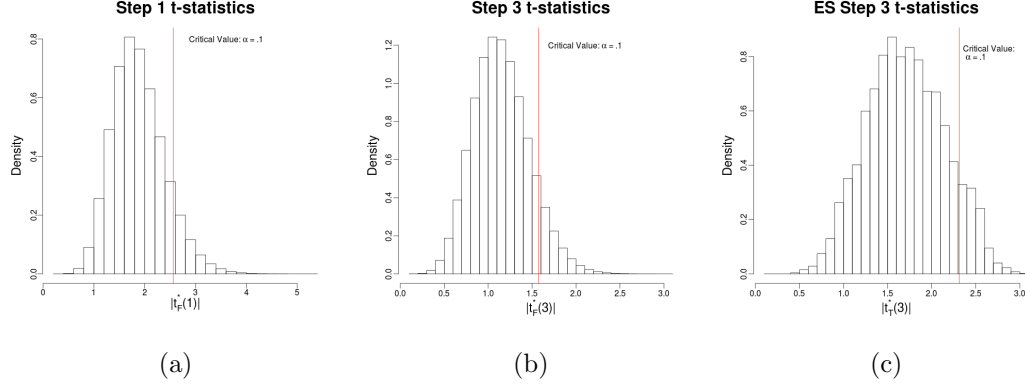 Step 1 t-statistics
Critical Value: α = .1
Density
0.0 0.2 0.4 0.6 0.8
0 1 2 3 4 5
|t*F(1)|
(a)
Step 3 t-statistics
Critical Value: α = .1
Density
0.0 0.2 0.4 0.6 0.8 1.0 1.2
0.0 0.5 1.0 1.5 2.0 2.5 3.0
|t*F(3)|
(b)
ES Step 3 t-statistics
Critical Value:
α = .1
Density
0.0 0.2 0.4 0.6 0.8
0.0 0.5 1.0 1.5 2.0 2.5 3.0
|t*T(3)|
(c)